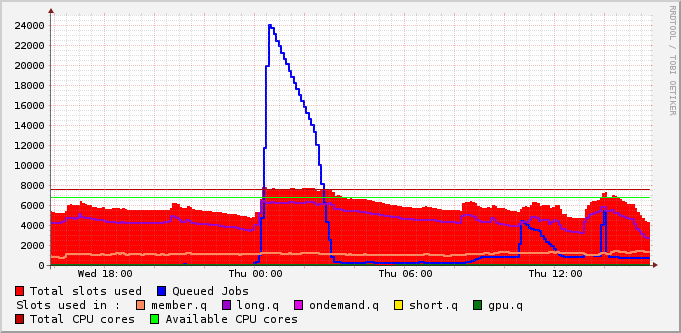 24000
22000
20000
18000
16000
14000
12000
10000
8000
6000
4000
2000
0
Wed 18:00 Thu 00:00 Thu 06:00 Thu 12:00
Total slots used Queued Jobs
Slots used in : member.q long.q ondemand.q short.q gpu.q
Total CPU cores Available CPU cores
RRDTOOL / TOBI OETIKER